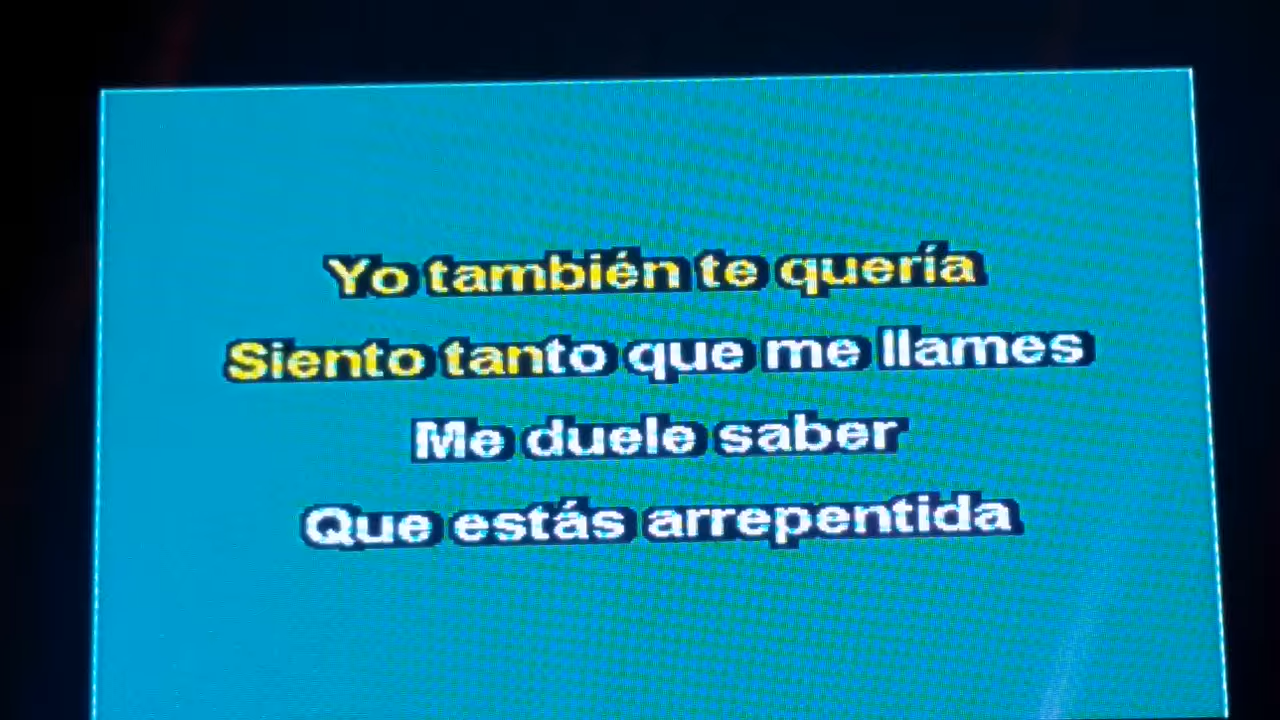 Yo también te quería
Siento tanto que me llames
Me duele saber
Que estás arrepentida